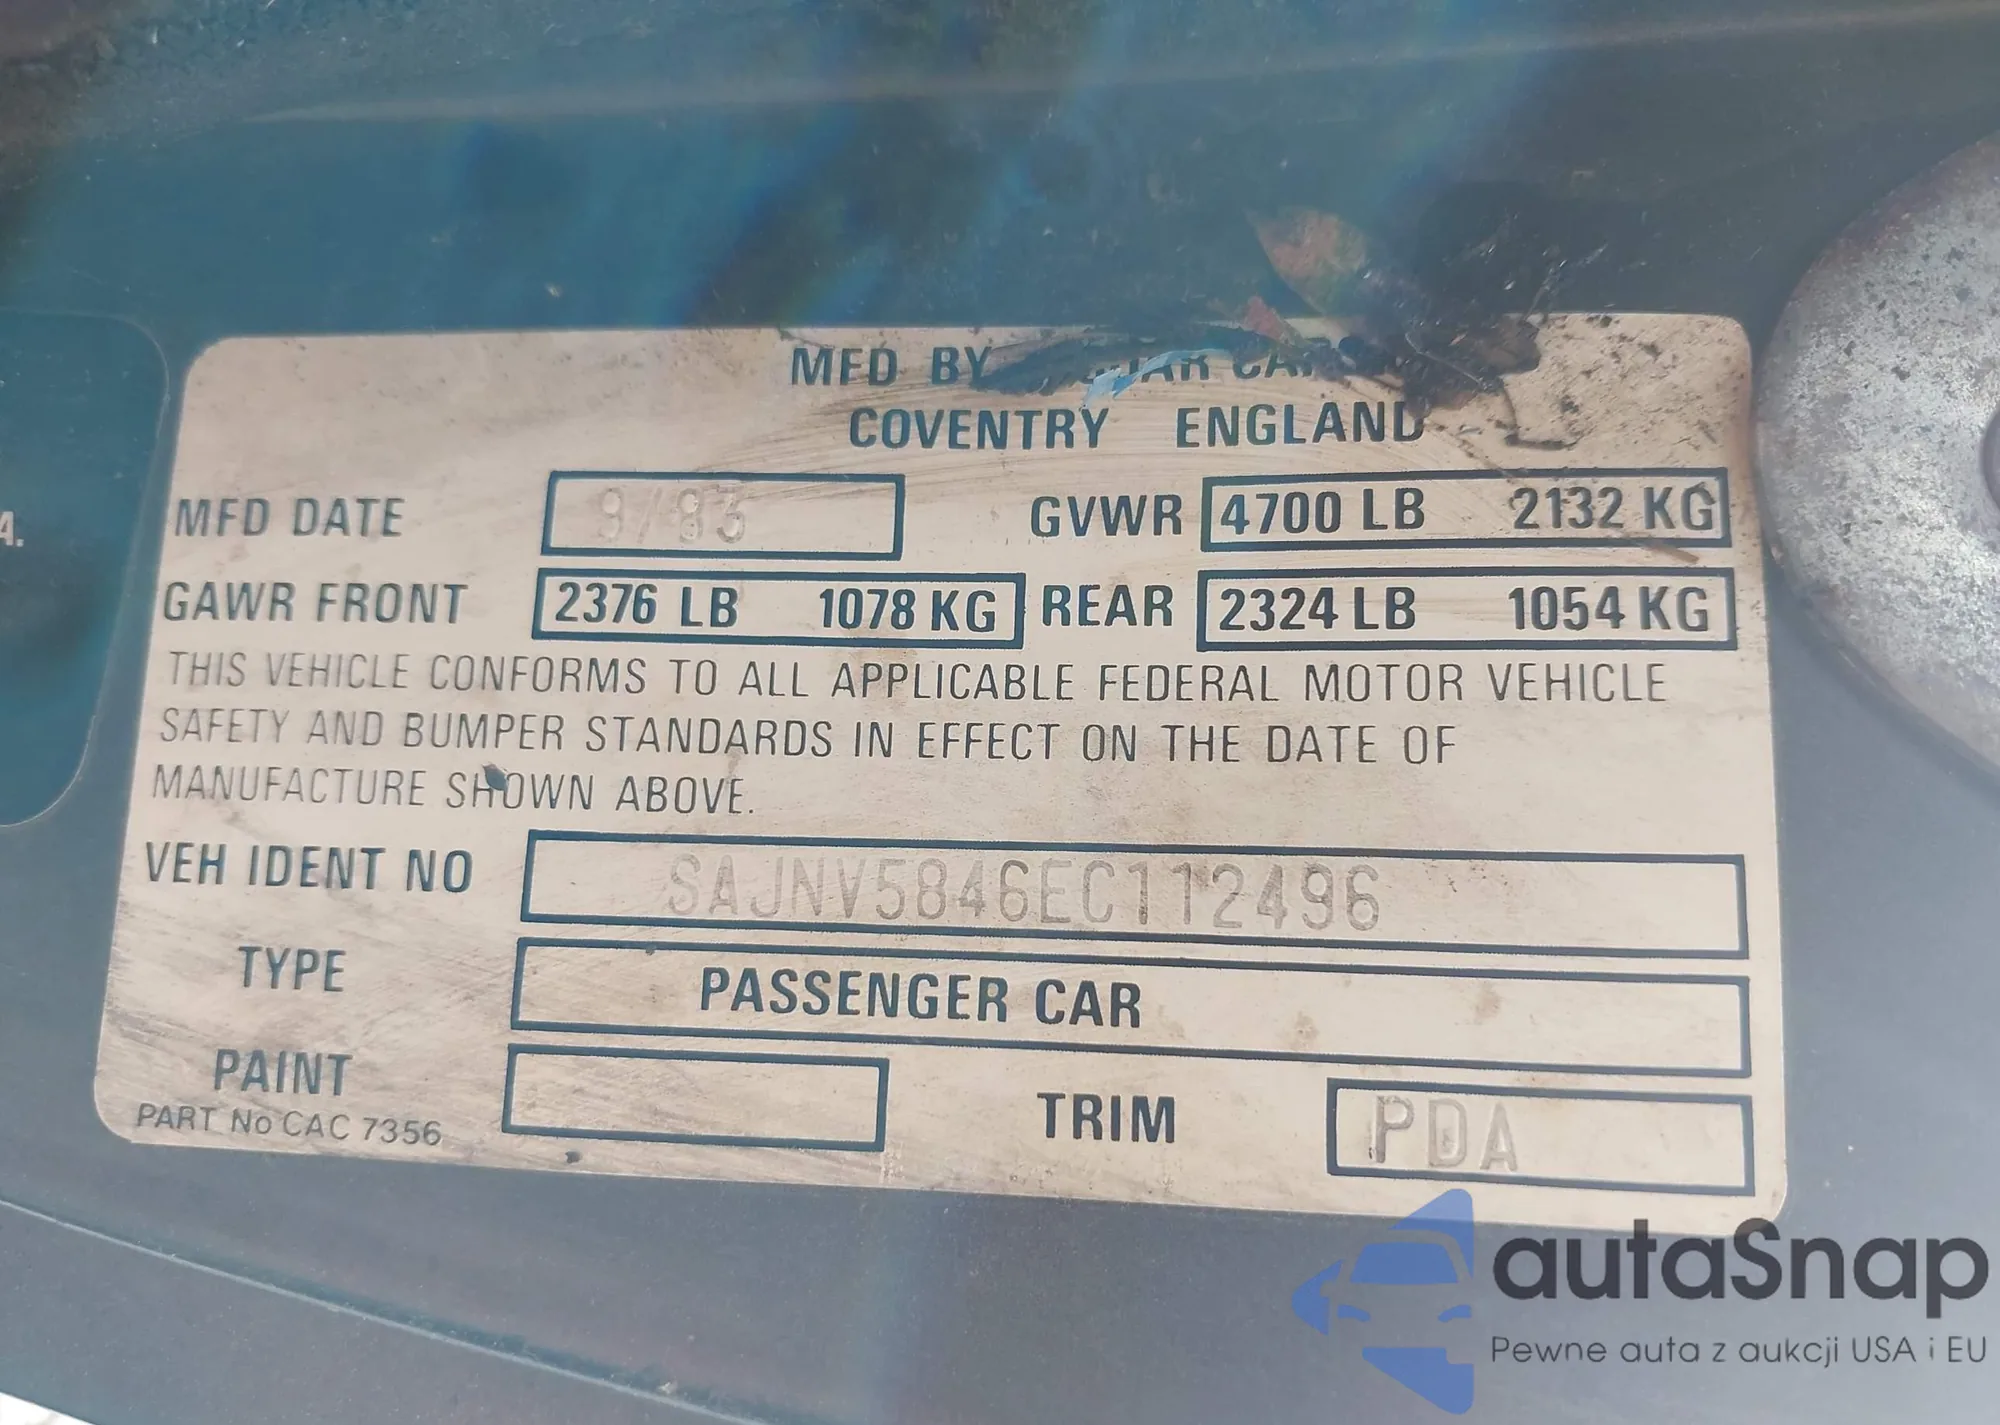 MFD BY
COVENTRY ENGLAND
A.
MFD DATE 9/83 GVWR 4700 LB 2132 KG
GAWR FRONT 2376 LB 1078 KG REAR 2324 LB 1054 KG
THIS VEHICLE CONFORMS TO ALL APPLICABLE FEDERAL MOTOR VEHICLE
SAFETY AND BUMPER STANDARDS IN EFFECT ON THE DATE OF
MANUFACTURE SHOWN ABOVE.
VEH IDENT NO SAJNV5846EC112496
TYPE PASSENGER CAR
PAINT TRIM PDA
PART No CAC 7356
autaSnap
Pewne auta z aukcji USA i EU